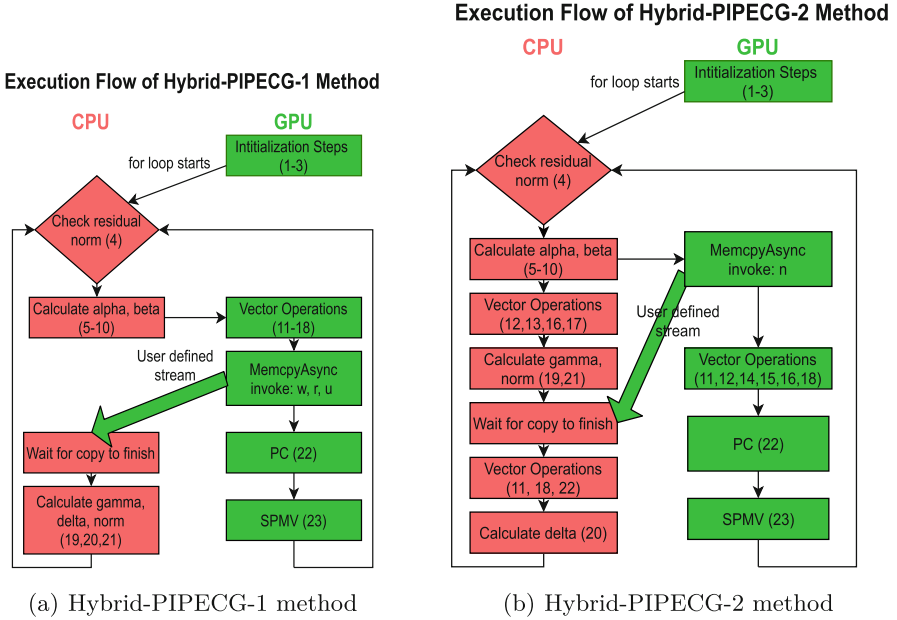 Execution Flow of Hybrid-PIPECG-1 Method
CPU
GPU
Intitialization Steps
(1-3)
for loop starts
Check residual
norm (4)
Calculate alpha, beta
(5-10)
Vector Operations
(11-18)
User defined
stream
MemcpyAsync
invoke: w, r, u
Wait for copy to finish
PC (22)
Calculate gamma,
delta, norm
(19,20,21)
SPMV (23)
(a) Hybrid-PIPECG-1 method
Execution Flow of Hybrid-PIPECG-2 Method
CPU
GPU
Intitialization Steps
(1-3)
for loop starts
Check residual
norm (4)
Calculate alpha, beta
(5-10)
MemcpyAsync
invoke: n
Vector Operations
(12,13,16,17)
User defined
stream
Calculate gamma,
norm (19,21)
Vector Operations
(11,12,14,15,16,18)
Wait for copy to finish
PC (22)
Vector Operations
(11, 18, 22)
Calculate delta (20)
SPMV (23)
(b) Hybrid-PIPECG-2 method